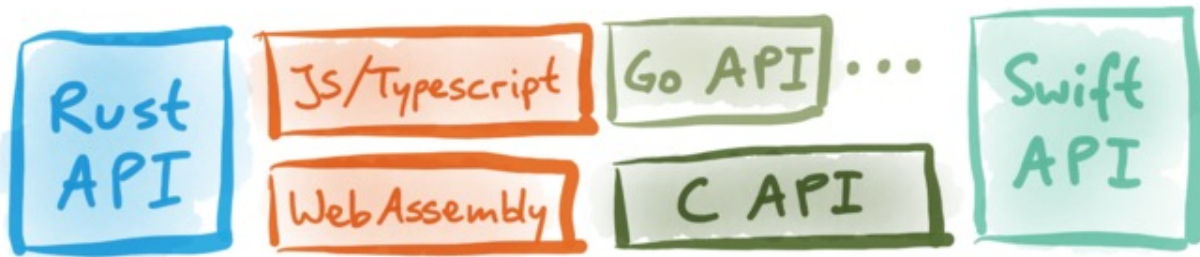 Rust
API
Js/Typescript
WebAssembly
Go API ...
C API
Swift
API